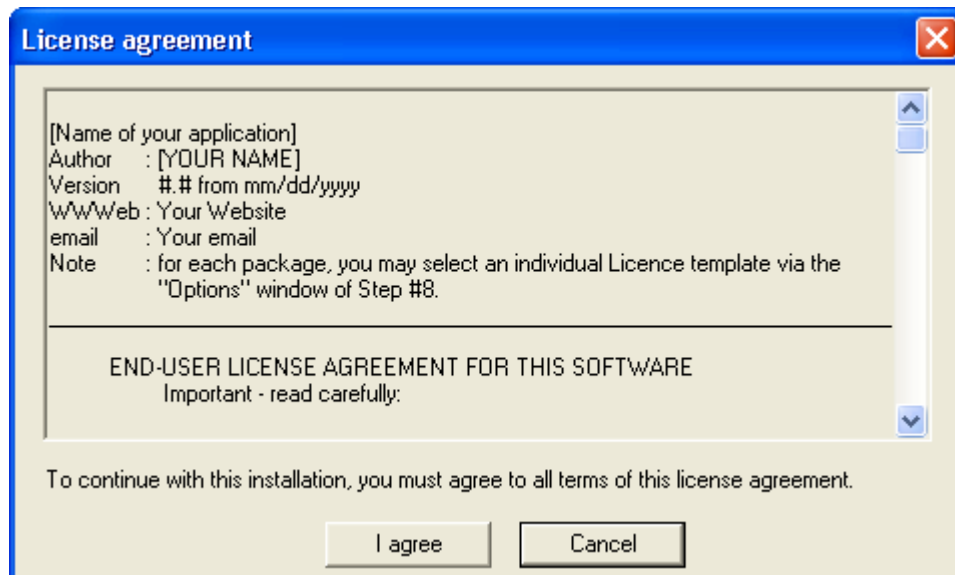 License agreement
[Name of your application]
Author : [YOUR NAME]
Version #.# from mm/dd/yyyy
WWWeb : Your Website
email : Your email
Note : for each package, you may select an individual Licence template via the
"Options" window of Step #8.
END-USER LICENSE AGREEMENT FOR THIS SOFTWARE
Important - read carefully:
To continue with this installation, you must agree to all terms of this license agreement.
I agree
Cancel